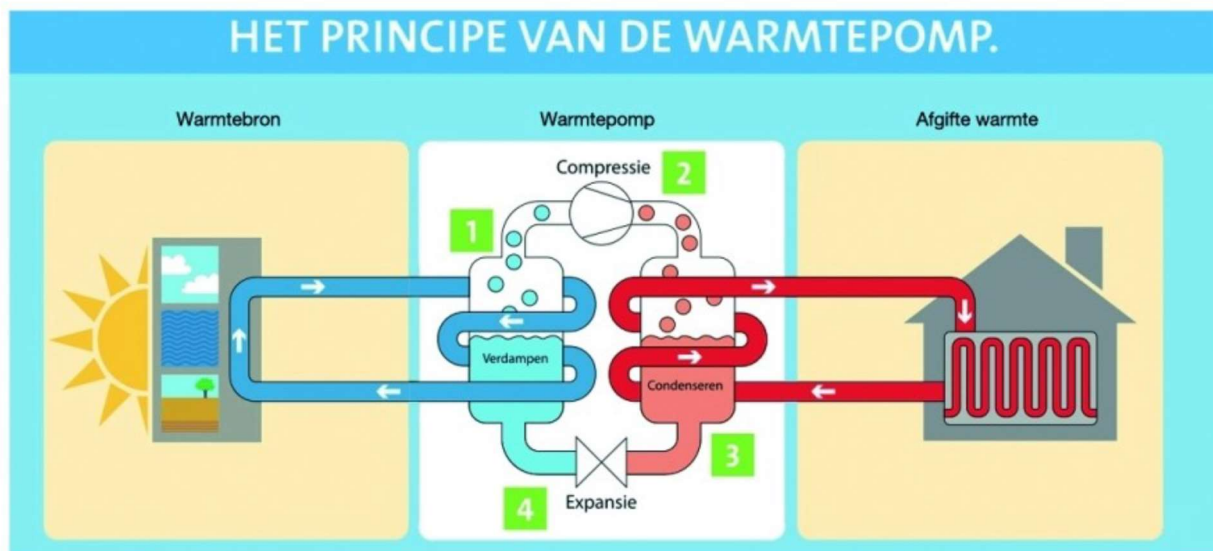 HET PRINCIPE VAN DE WARMTEPOMP.
Warmtebron
Warmtepomp
Afgifte warmte
Compressie
2
1
Verdampen
Condenseren
3
4
Expansie